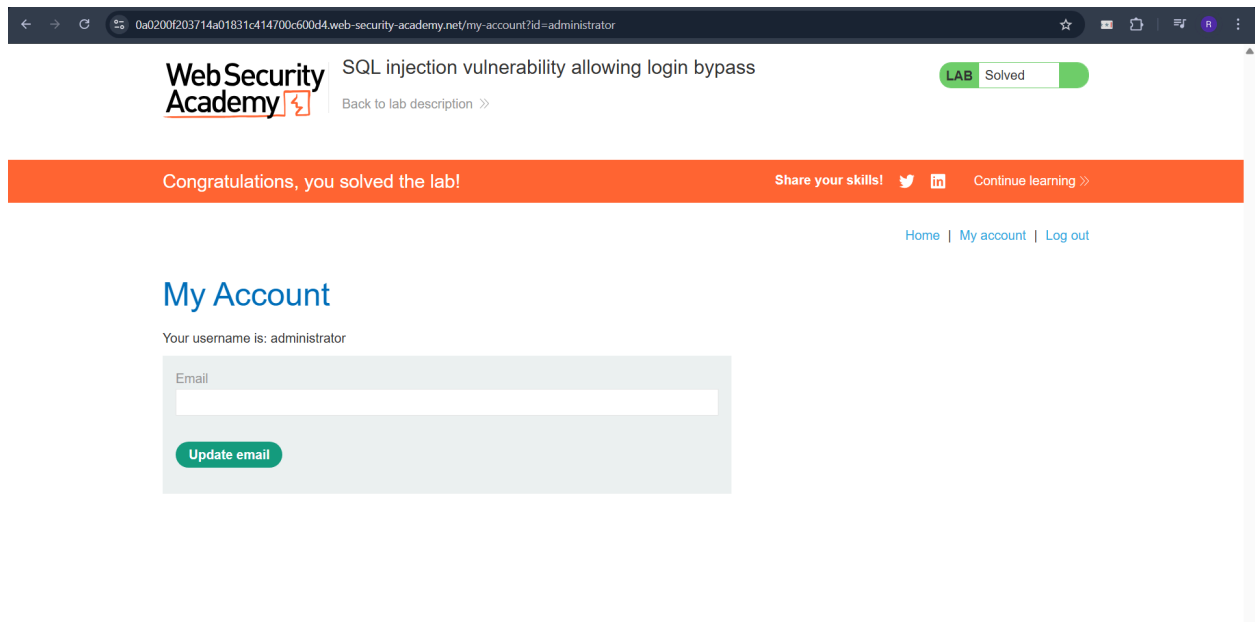 0a0200f203714a01831c414700c600d4.web-security-academy.net/my-account?id=administrator
R
Web Security
Academy
SQL injection vulnerability allowing login bypass
Back to lab description
LAB Solved
Congratulations, you solved the lab!
Share your skills!
Continue learning
Home | My account | Log out
My Account
Your username is: administrator
Email
Update email